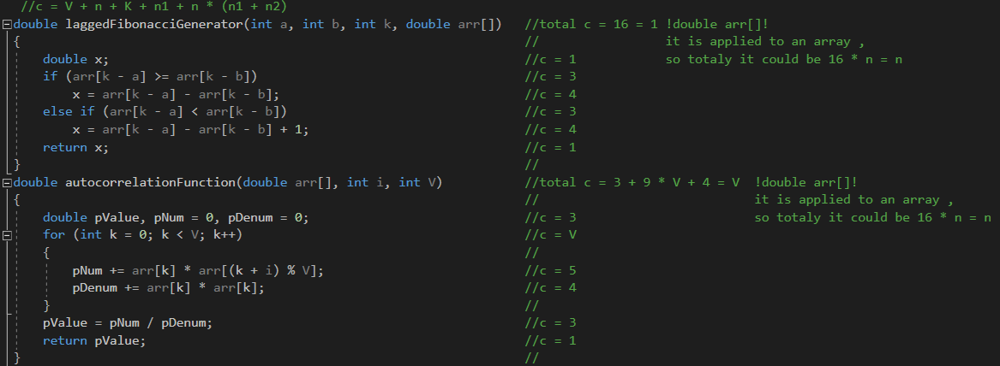 //c = V + n + K + n1 + n * (n1 + n2)
double laggedFibonacciGenerator(int a, int b, int k, double arr[]) //total c = 16 = 1 !double arr[]!
{ // it is applied to an array ,
double x; //c = 1 so totaly it could be 16 * n = n
if (arr[k - a] >= arr[k - b]) //c = 3
x = arr[k - a] - arr[k - b]; //c = 4
else if (arr[k - a] < arr[k - b]) //c = 3
x = arr[k - a] - arr[k - b] + 1; //c = 4
return x; //c = 1
} //
double autocorrelationFunction(double arr[], int i, int V) //total c = 3 + 9 * V + 4 = V !double arr[]!
{ // it is applied to an array ,
double pValue, pNum = 0, pDenum = 0; //c = 3 so totaly it could be 16 * n = n
for (int k = 0; k < V; k++) //c = V
{ //
pNum += arr[k] * arr[(k + i) % V]; //c = 5
pDenum += arr[k] * arr[k]; //c = 4
} //
pValue = pNum / pDenum; //c = 3
return pValue; //c = 1
} //